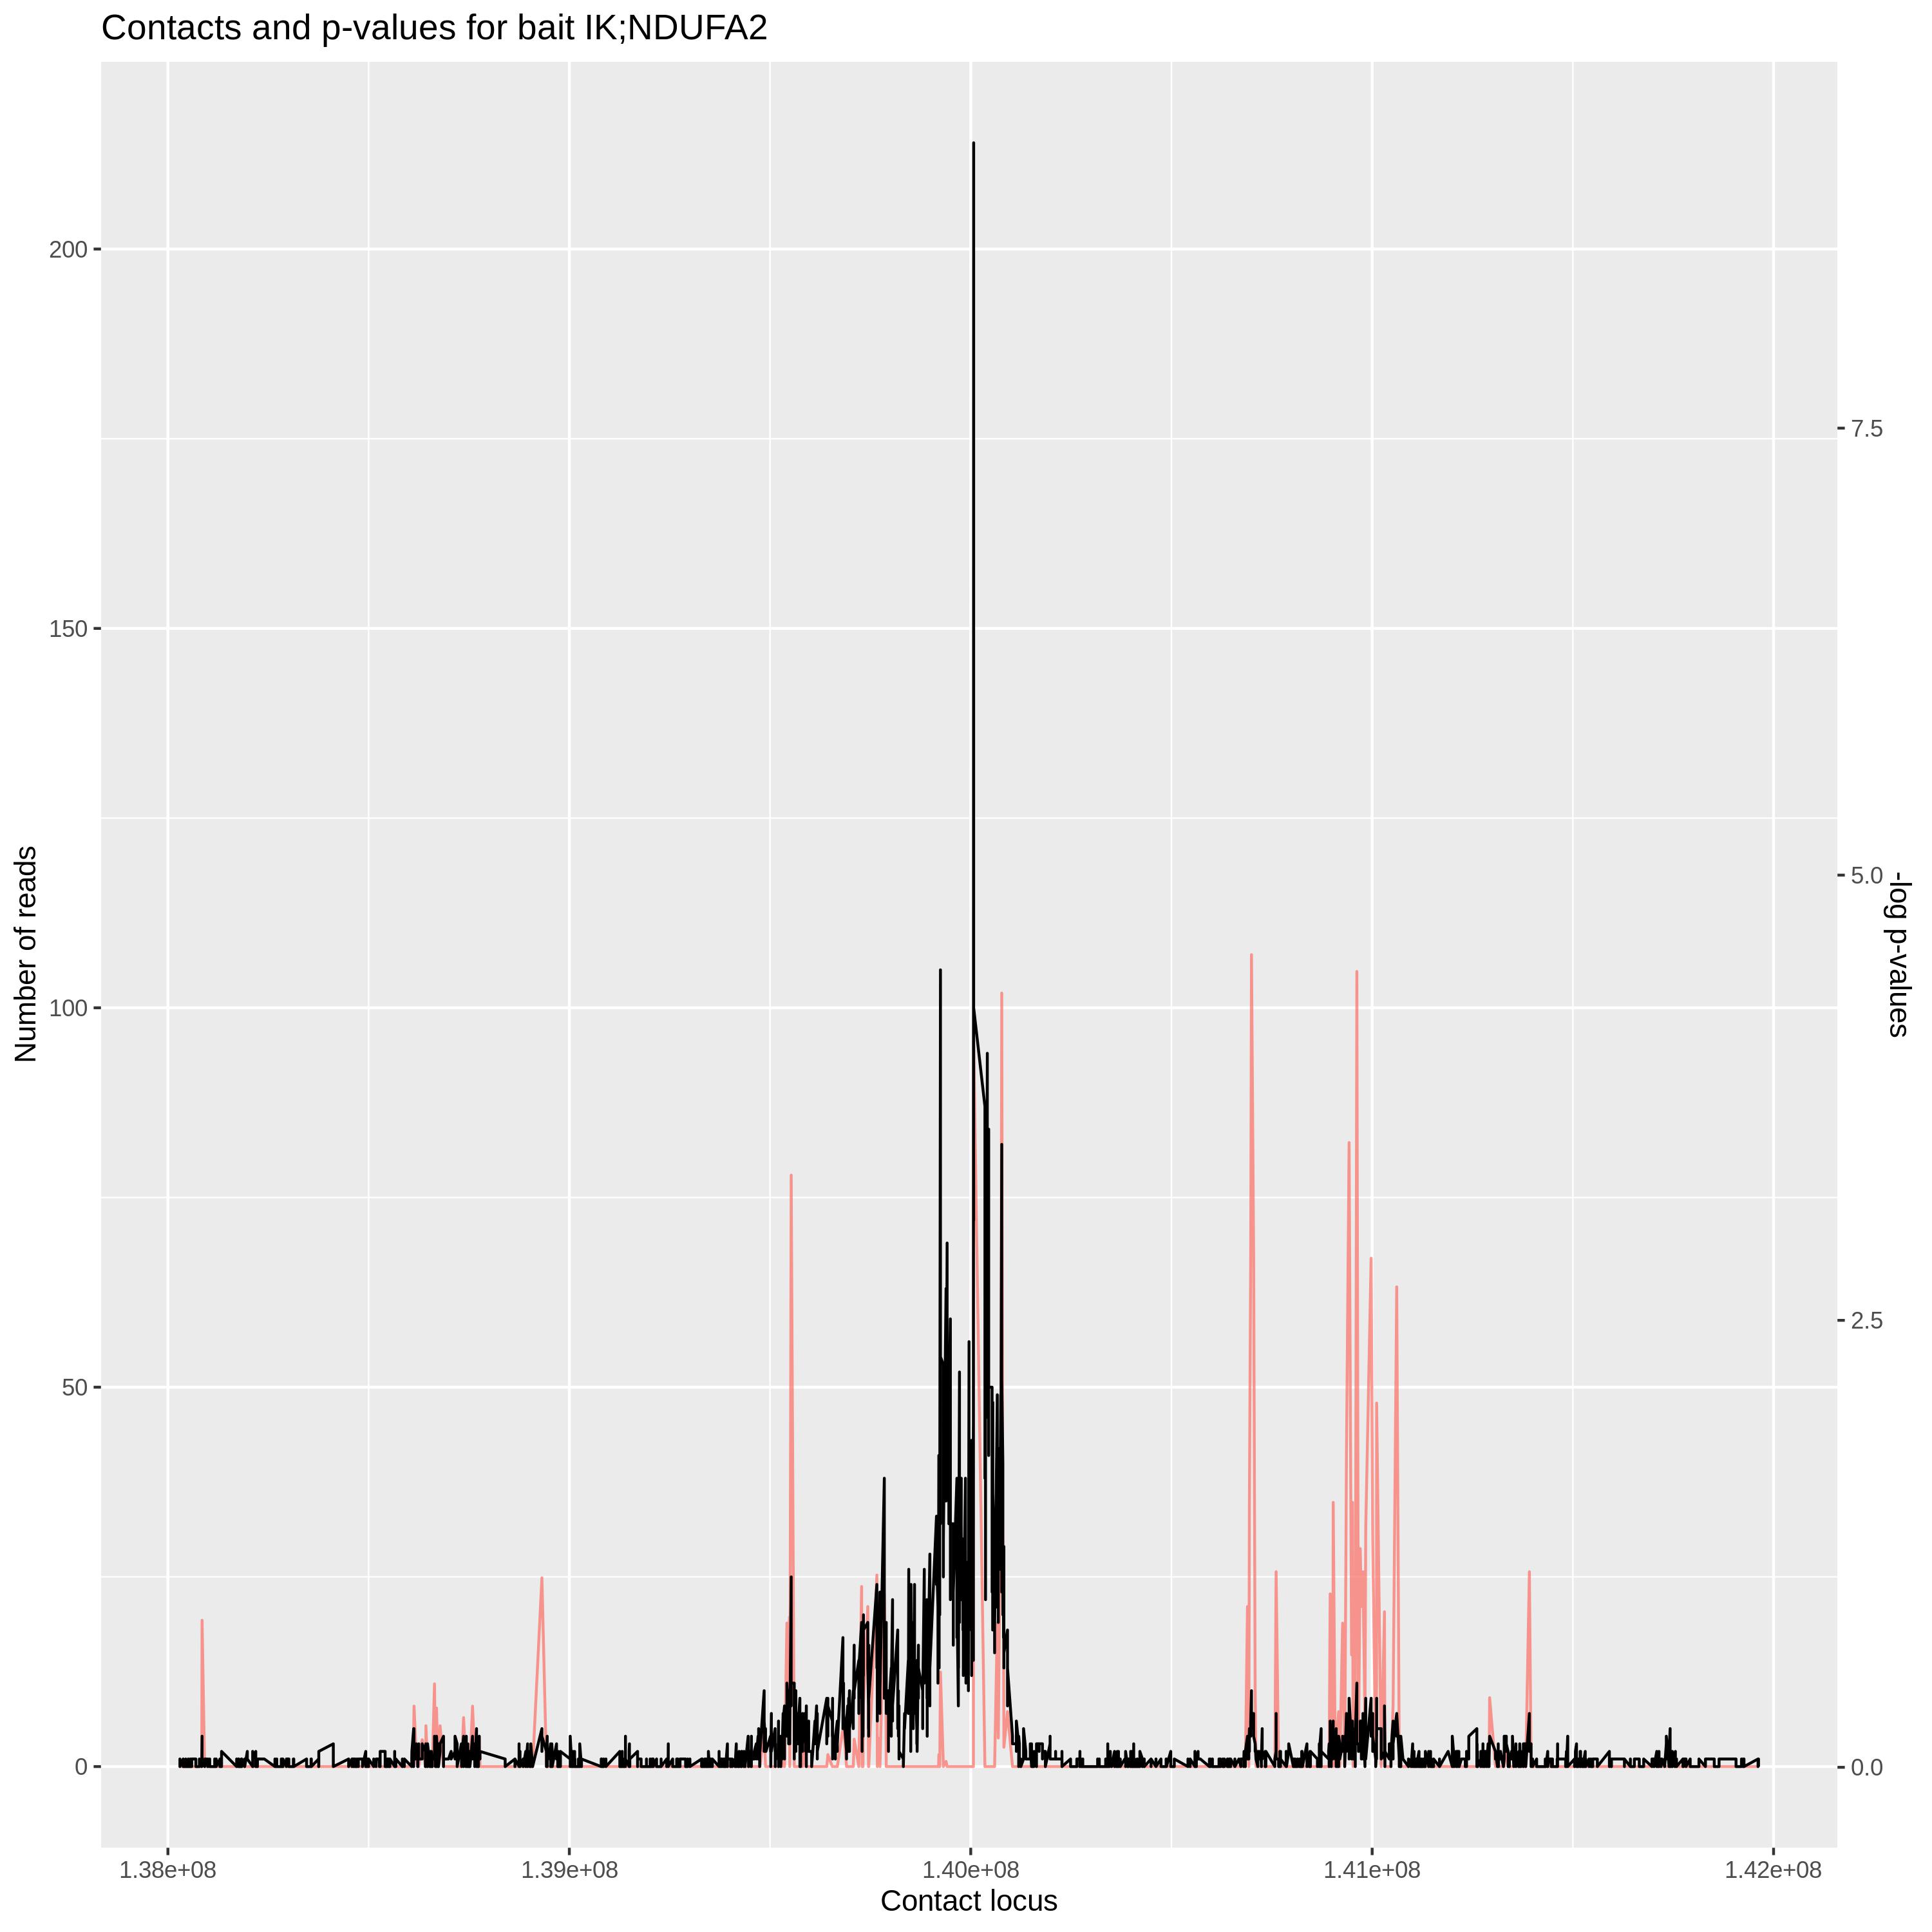 Contacts and p-values for bait IK;NDUFA2
200
150
100
50
0
Number of reads
7.5
5.0
2.5
0.0
-log p-values
1.38e+08
1.39e+08
1.40e+08
1.41e+08
1.42e+08
Contact locus